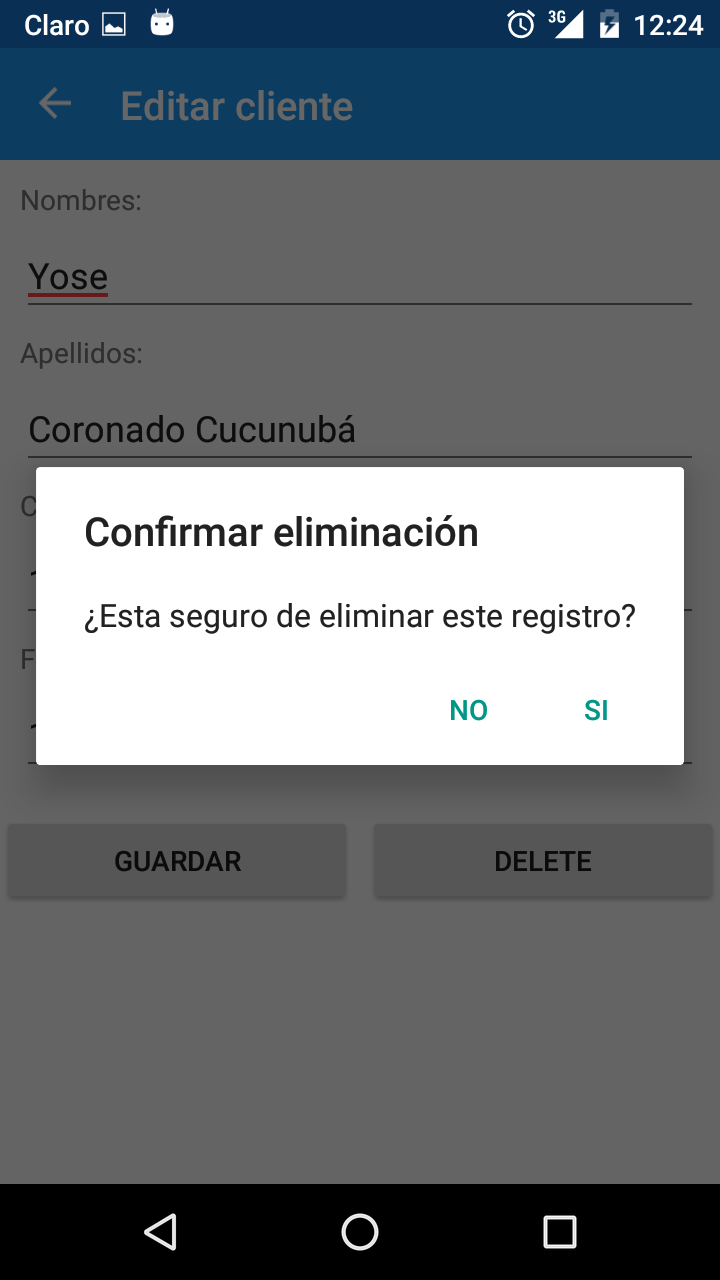 Claro 3G 12:24
Editar cliente
Nombres:
Yose
Apellidos:
Coronado Cucunubá
Confirmar eliminación
¿Esta seguro de eliminar este registro?
NO SI
GUARDAR DELETE